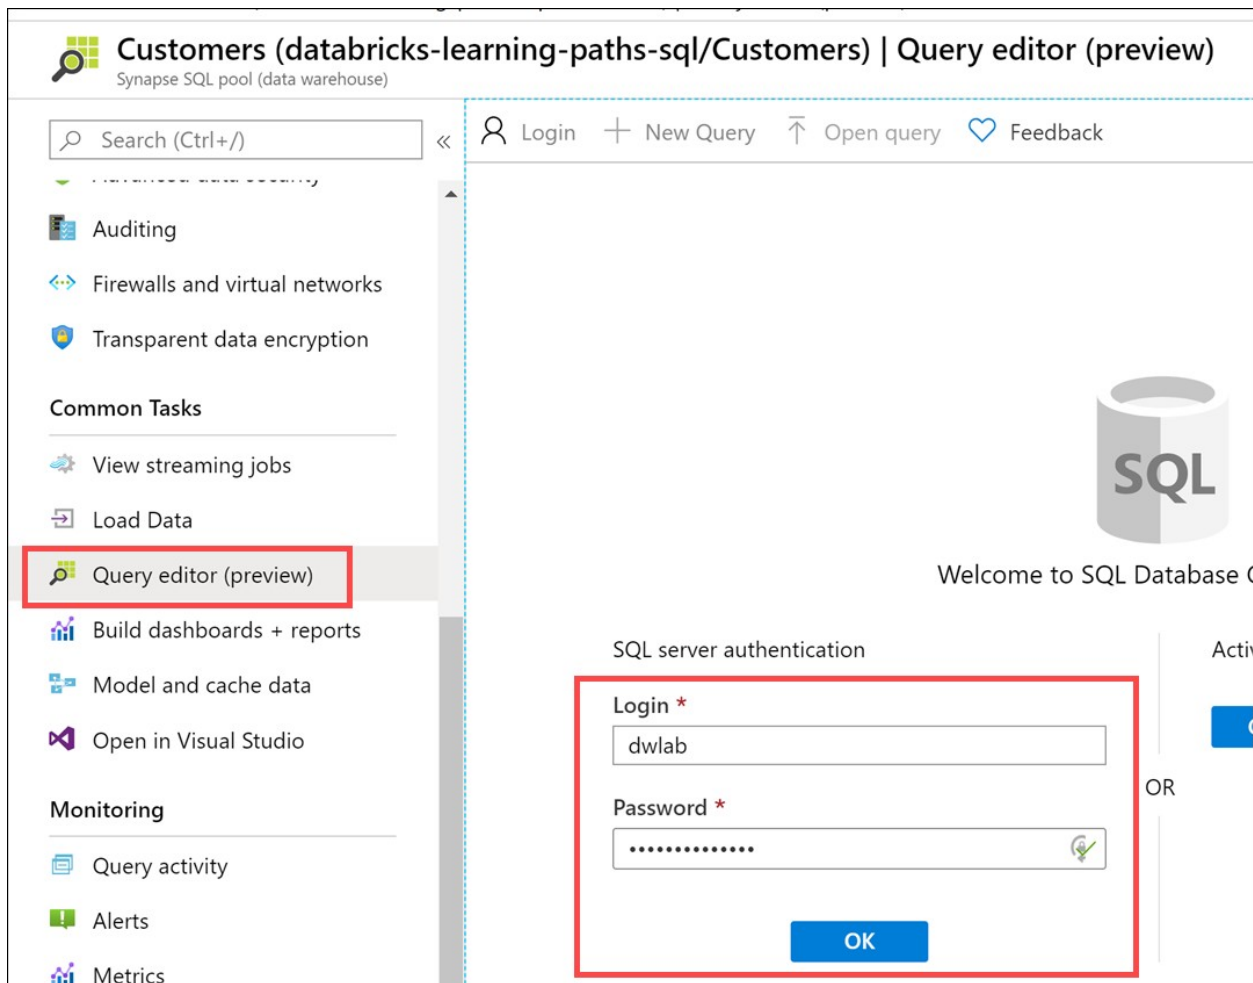 Customers (databricks-learning-paths-sql/Customers) | Query editor (preview)
Synapse SQL pool (data warehouse)
Search (Ctrl+/)
«
Login
New Query
Open query
Feedback
Advanced data security
Auditing
Firewalls and virtual networks
Transparent data encryption
Common Tasks
View streaming jobs
Load Data
Query editor (preview)
Build dashboards + reports
Model and cache data
Open in Visual Studio
Monitoring
Query activity
Alerts
Metrics
SQL
Welcome to SQL Database
SQL server authentication
Login *
dwlab
Password *
••••••••••••••
OK
OR